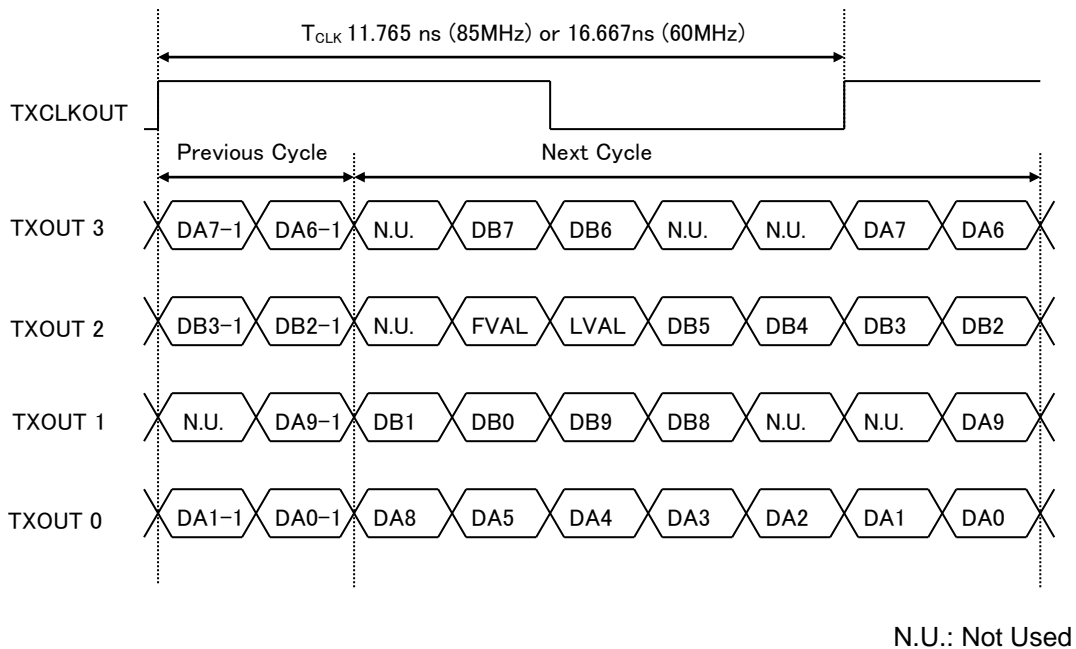 T_CLK 11.765 ns (85MHz) or 16.667ns (60MHz)
TXCLKOUT
Previous Cycle Next Cycle
TXOUT 3 DA7-1 DA6-1 N.U. DB7 DB6 N.U. N.U. DA7 DA6
TXOUT 2 DB3-1 DB2-1 N.U. FVAL LVAL DB5 DB4 DB3 DB2
TXOUT 1 N.U. DA9-1 DB1 DB0 DB9 DB8 N.U. N.U. DA9
TXOUT 0 DA1-1 DA0-1 DA8 DA5 DA4 DA3 DA2 DA1 DA0
N.U.: Not Used